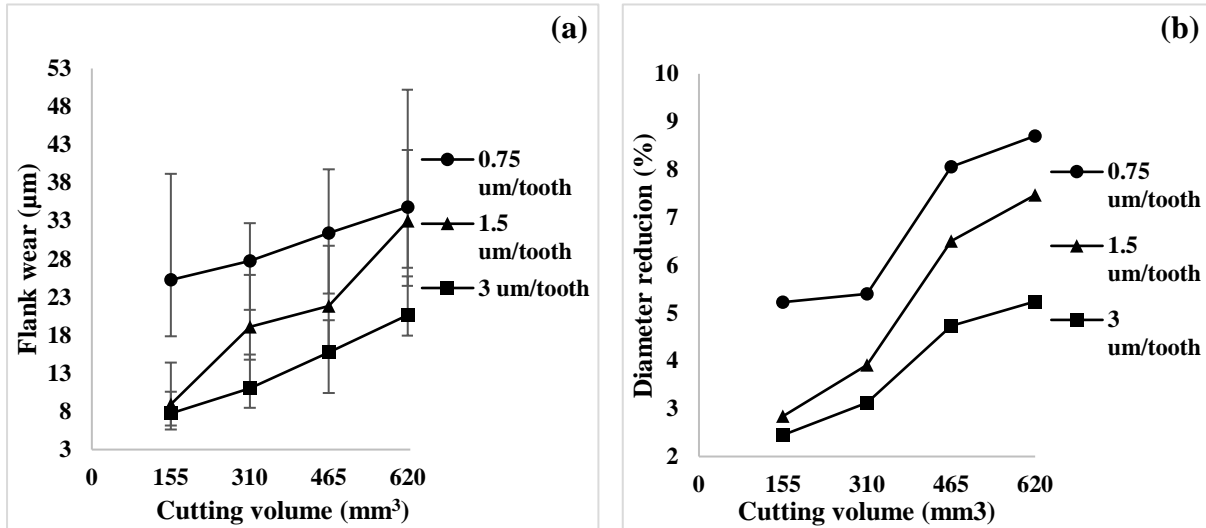 (a)
Flank wear (µm)
53
48
43
38
33
28
23
18
13
8
3
0 155 310 465 620
Cutting volume (mm³)
0.75
um/tooth
1.5
um/tooth
3 um/tooth
(b)
Diameter reducion (%)
10
9
8
7
6
5
4
3
2
0 155 310 465 620
Cutting volume (mm3)
0.75
um/tooth
1.5
um/tooth
3
um/tooth